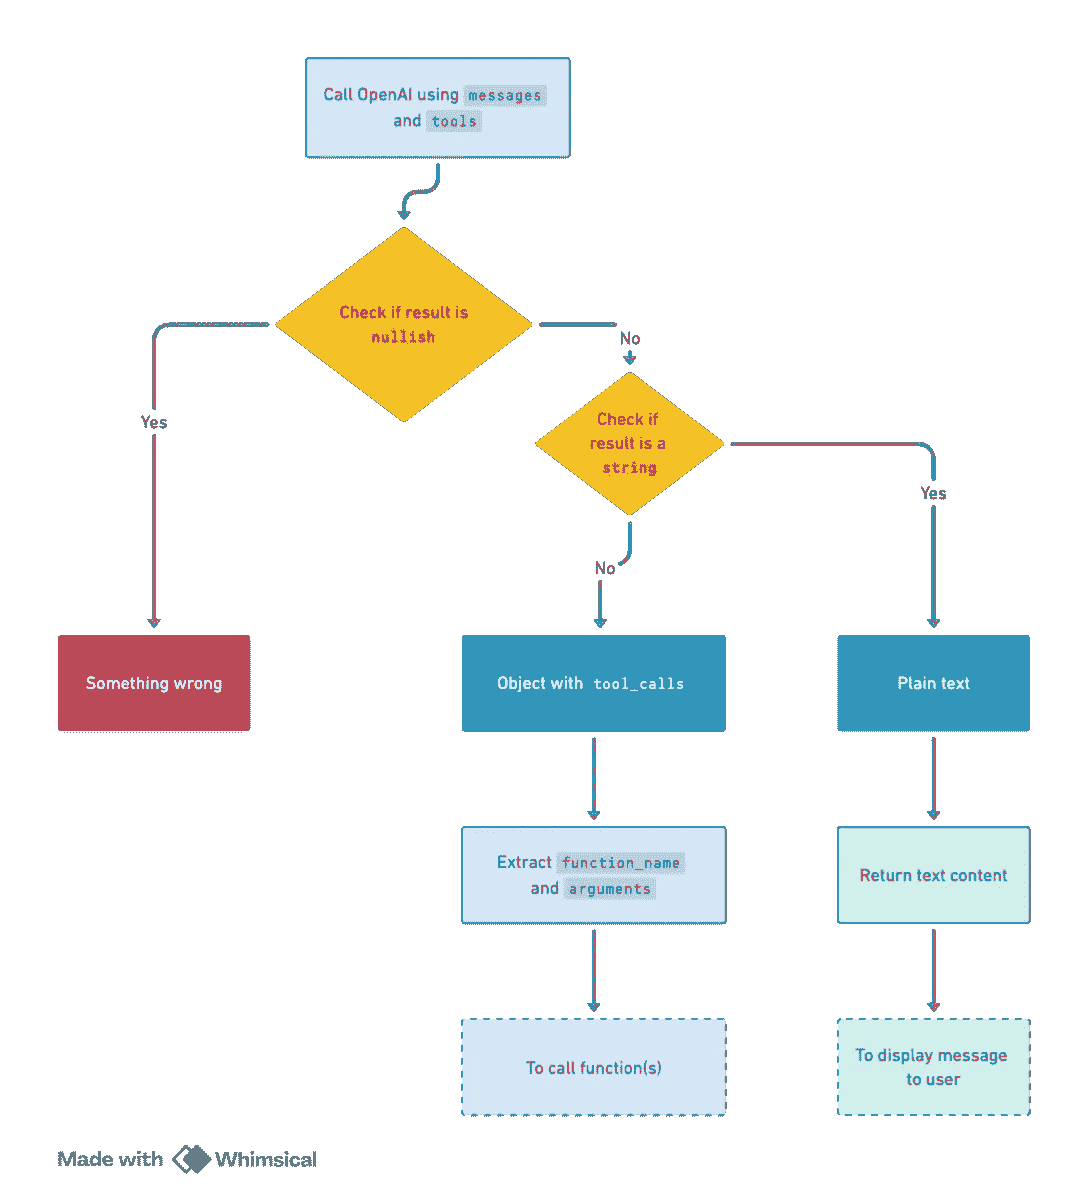 Call OpenAI using messages
and tools
Check if result is
nullish
No
Yes
Check if
result is a
string
Yes
No
Something wrong
Object with tool_calls
Plain text
Extract function_name
and arguments
Return text content
To call function(s)
To display message
to user
Made with Whimsical